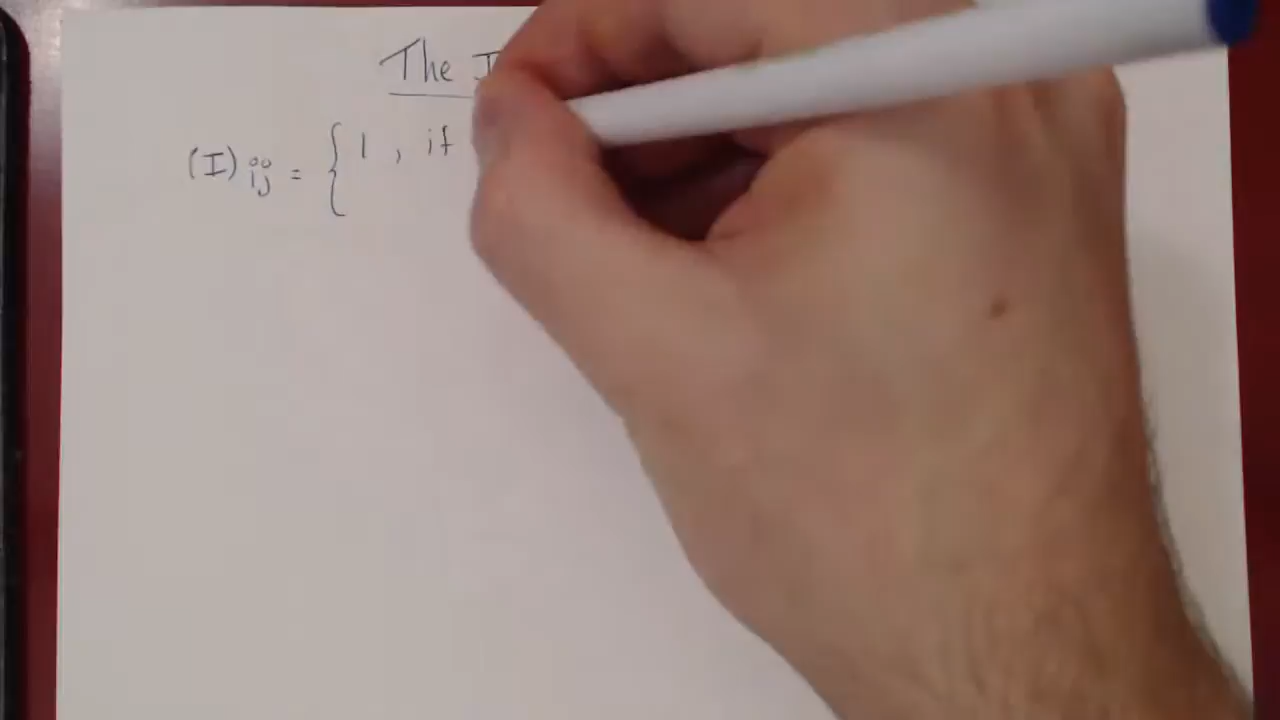 The I
(I)ij = { 1 , if